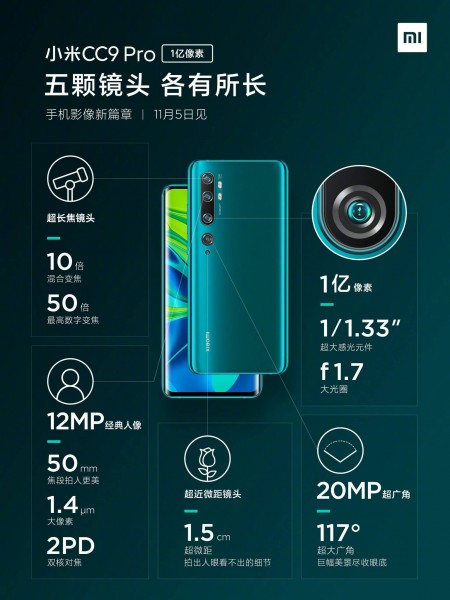 mi
小米CC9 Pro 1亿像素
五颗镜头 各有所长
手机影像新篇章 | 11月5日见
超长焦镜头
10 倍
混合变焦
50 倍
最高数字变焦
1亿 像素
1/1.33”
超大感光元件
f1.7
大光圈
xiaomi
12MP 经典人像
50 mm
焦段拍人更美
1.4 μm
大像素
2PD
双核对焦
超近微距镜头
1.5 cm
超微距
拍出人眼看不出的细节
20MP 超广角
117°
超大广角
巨幅美景尽收眼底